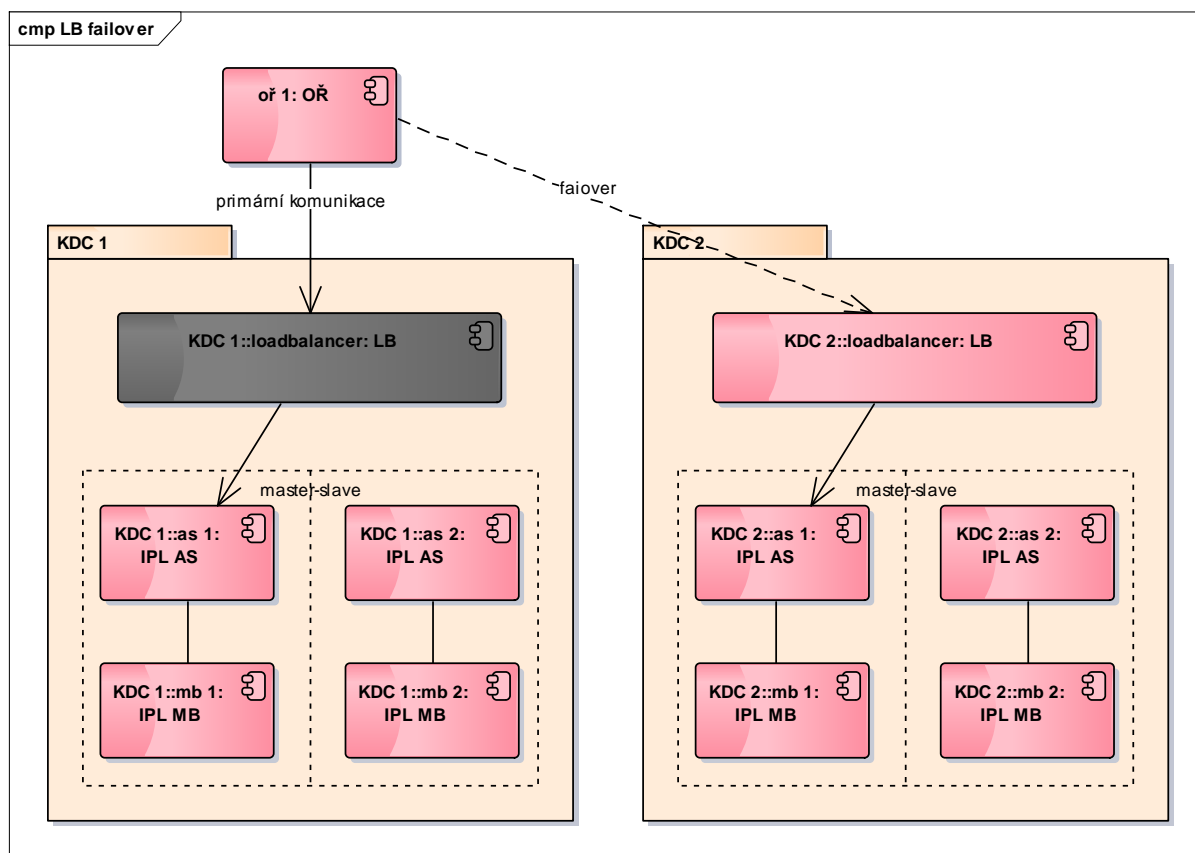 cmp LB failover
oř 1: OŘ
primární komunikace
faiover
KDC 1
KDC 2
KDC 1::loadbalancer: LB
KDC 2::loadbalancer: LB
master-slave
master-slave
KDC 1::as 1:
IPL AS
KDC 1::as 2:
IPL AS
KDC 2::as 1:
IPL AS
KDC 2::as 2:
IPL AS
KDC 1::mb 1:
IPL MB
KDC 1::mb 2:
IPL MB
KDC 2::mb 1:
IPL MB
KDC 2::mb 2:
IPL MB